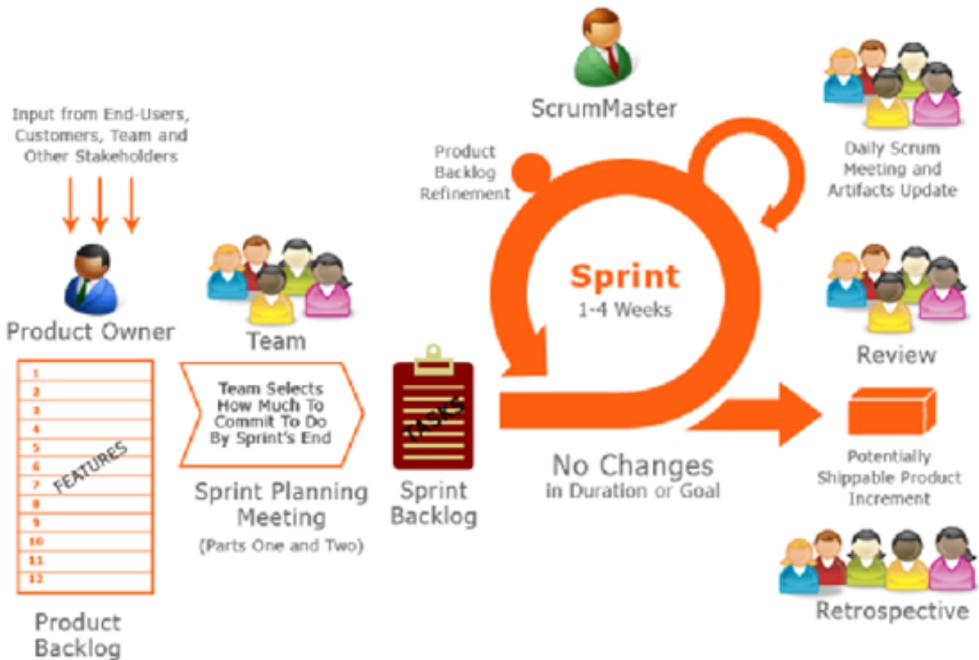 Input from End-Users,
Customers, Team and
Other Stakeholders
Product Owner
1
2
3
4
5
6
7
8
9
10
11
12
FEATURES
Product
Backlog
Team
Team Selects
How Much To
Commit To Do
By Sprint's End
Sprint Planning
Meeting
(Parts One and Two)
TASKS
Sprint
Backlog
ScrumMaster
Product
Backlog
Refinement
Sprint
1-4 Weeks
No Changes
in Duration or Goal
Daily Scrum
Meeting and
Artifacts Update
Review
Potentially
Shippable Product
Increment
Retrospective